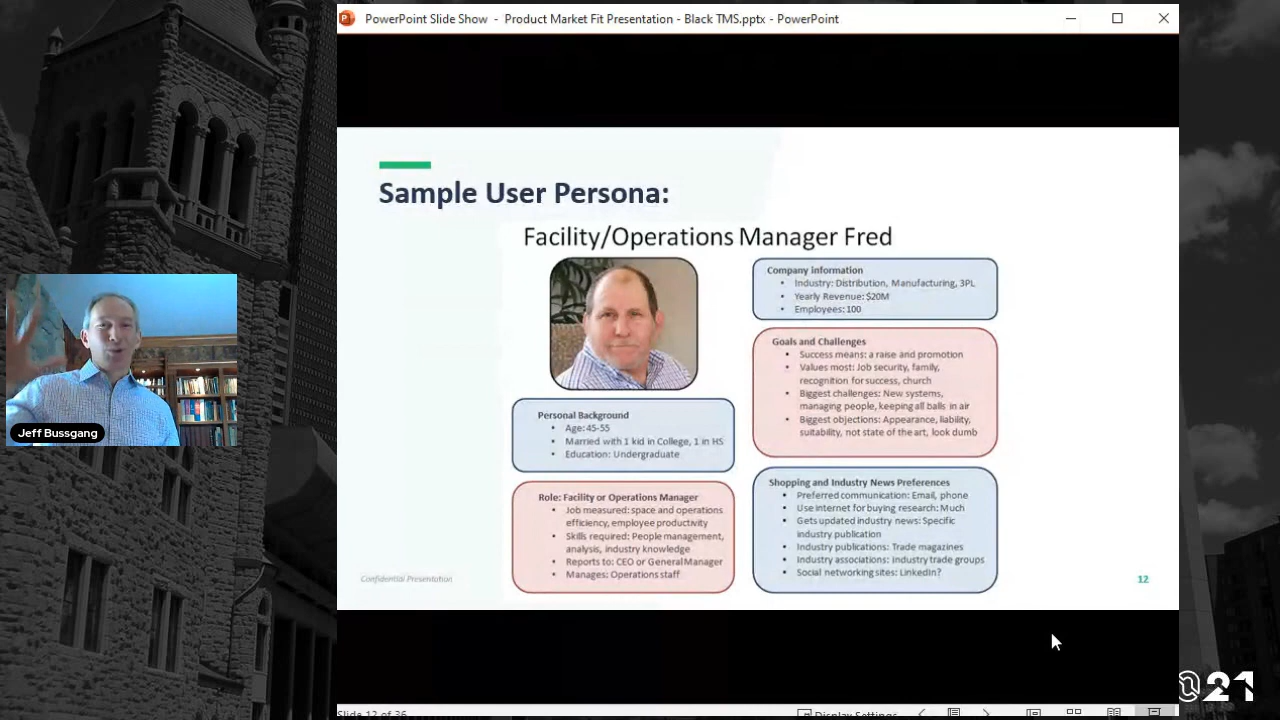 PowerPoint Slide Show - Product Market Fit Presentation - Black TMS.pptx - PowerPoint
Sample User Persona:
Facility/Operations Manager Fred
Personal Background
• Age: 45-55
• Married with 1 kid in College, 1 in HS
• Education: Undergraduate
Role: Facility or Operations Manager
• Job measured: space and operations
efficiency, employee productivity
• Skills required: People management,
analysis, industry knowledge
• Reports to: CEO or General Manager
• Manages: Operations staff
Company information
• Industry: Distribution, Manufacturing, 3PL
• Yearly Revenue: $20M
• Employees: 100
Goals and Challenges
• Success means: a raise and promotion
• Values most: Job security, family,
recognition for success, church
• Biggest challenges: New systems,
managing people, keeping all balls in air
• Biggest objections: Appearance, liability,
suitability, not state of the art, look dumb
Shopping and Industry News Preferences
• Preferred communication: Email, phone
• Use internet for buying research: Much
• Gets updated industry news: Specific
industry publication
• Industry publications: Trade magazines
• Industry associations: Industry trade groups
• Social networking sites: LinkedIn?
Confidential Presentation
12
Jeff Bussgang
@21
Slide 12 of 36
Display Settings